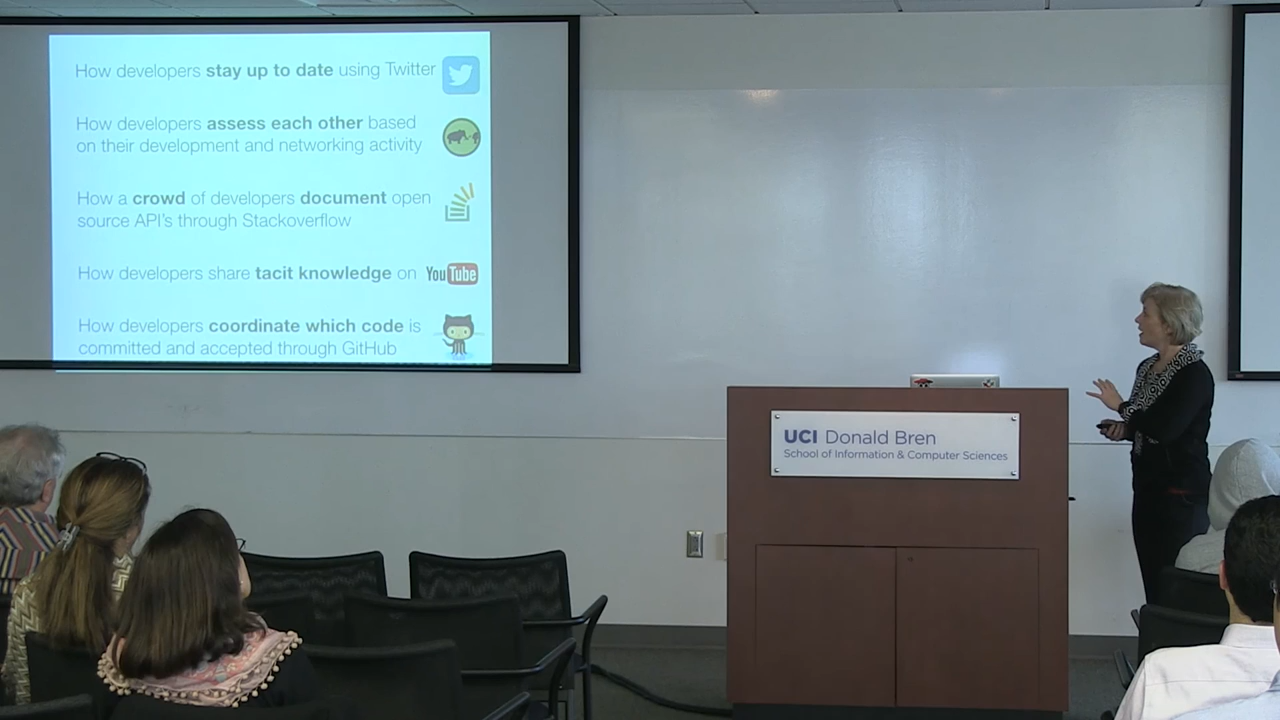 How developers stay up to date using Twitter
How developers assess each other based
on their development and networking activity
How a crowd of developers document open
source API's through Stackoverflow
How developers share tacit knowledge on YouTube
How developers coordinate which code is
committed and accepted through GitHub
UCI Donald Bren
School of Information & Computer Sciences